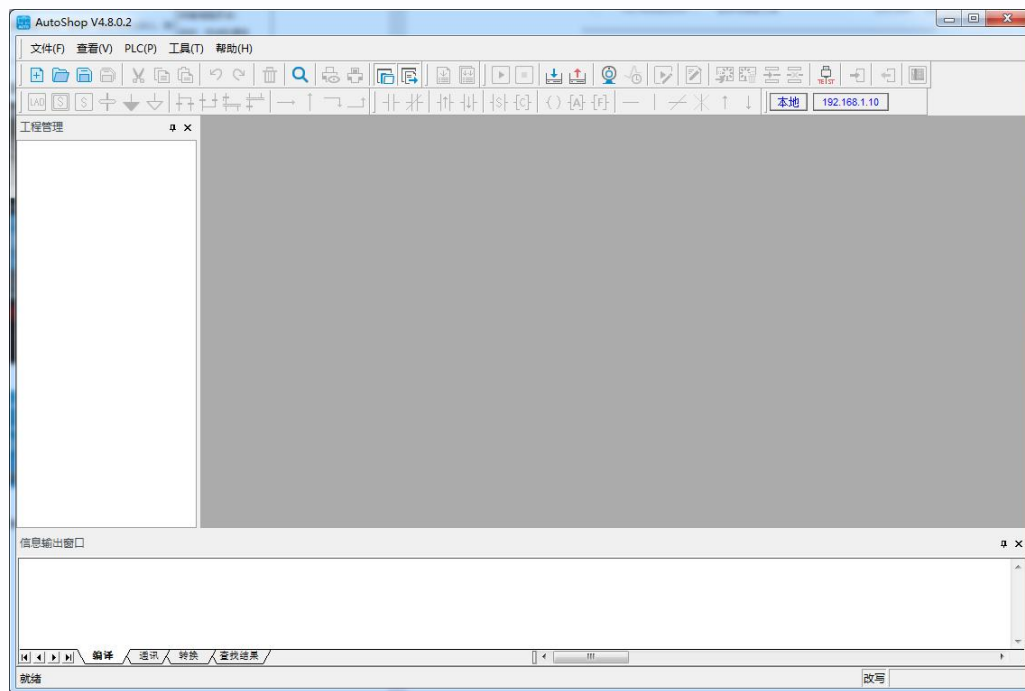 AutoShop V4.8.0.2
文件(F) 查看(V) PLC(P) 工具(T) 帮助(H)
TEST
LAD S S S C A F 本地 192.168.1.10
工程管理
信息输出窗口
编译 通讯 转换 查找结果
就绪 改写